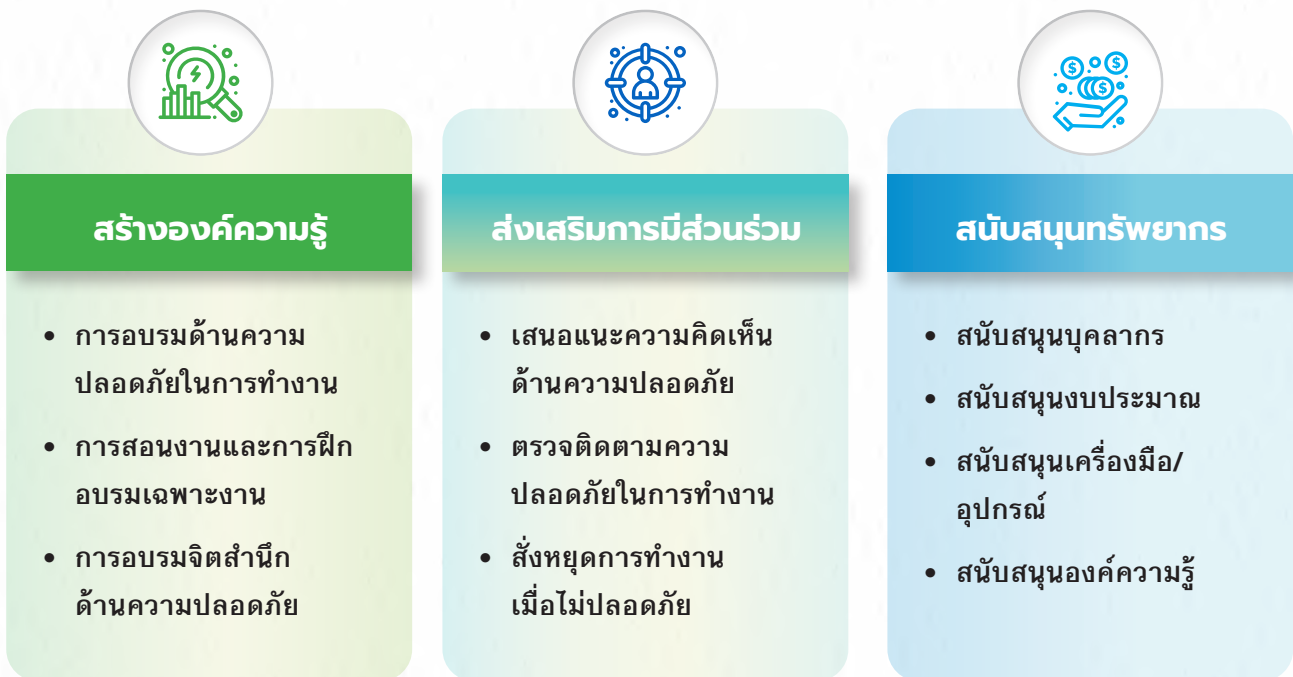 สร้างองค์ความรู้
• การอบรมด้านความ
ปลอดภัยในการทำงาน
• การสอนงานและการฝึก
อบรมเฉพาะงาน
• การอบรมจิตสำนึก
ด้านความปลอดภัย
ส่งเสริมการมีส่วนร่วม
• เสนอแนะความคิดเห็น
ด้านความปลอดภัย
• ตรวจติดตามความ
ปลอดภัยในการทำงาน
• สั่งหยุดการทำงาน
เมื่อไม่ปลอดภัย
$ $
$
สนับสนุนทรัพยากร
• สนับสนุนบุคลากร
• สนับสนุนงบประมาณ
• สนับสนุนเครื่องมือ/
อุปกรณ์
• สนับสนุนองค์ความรู้